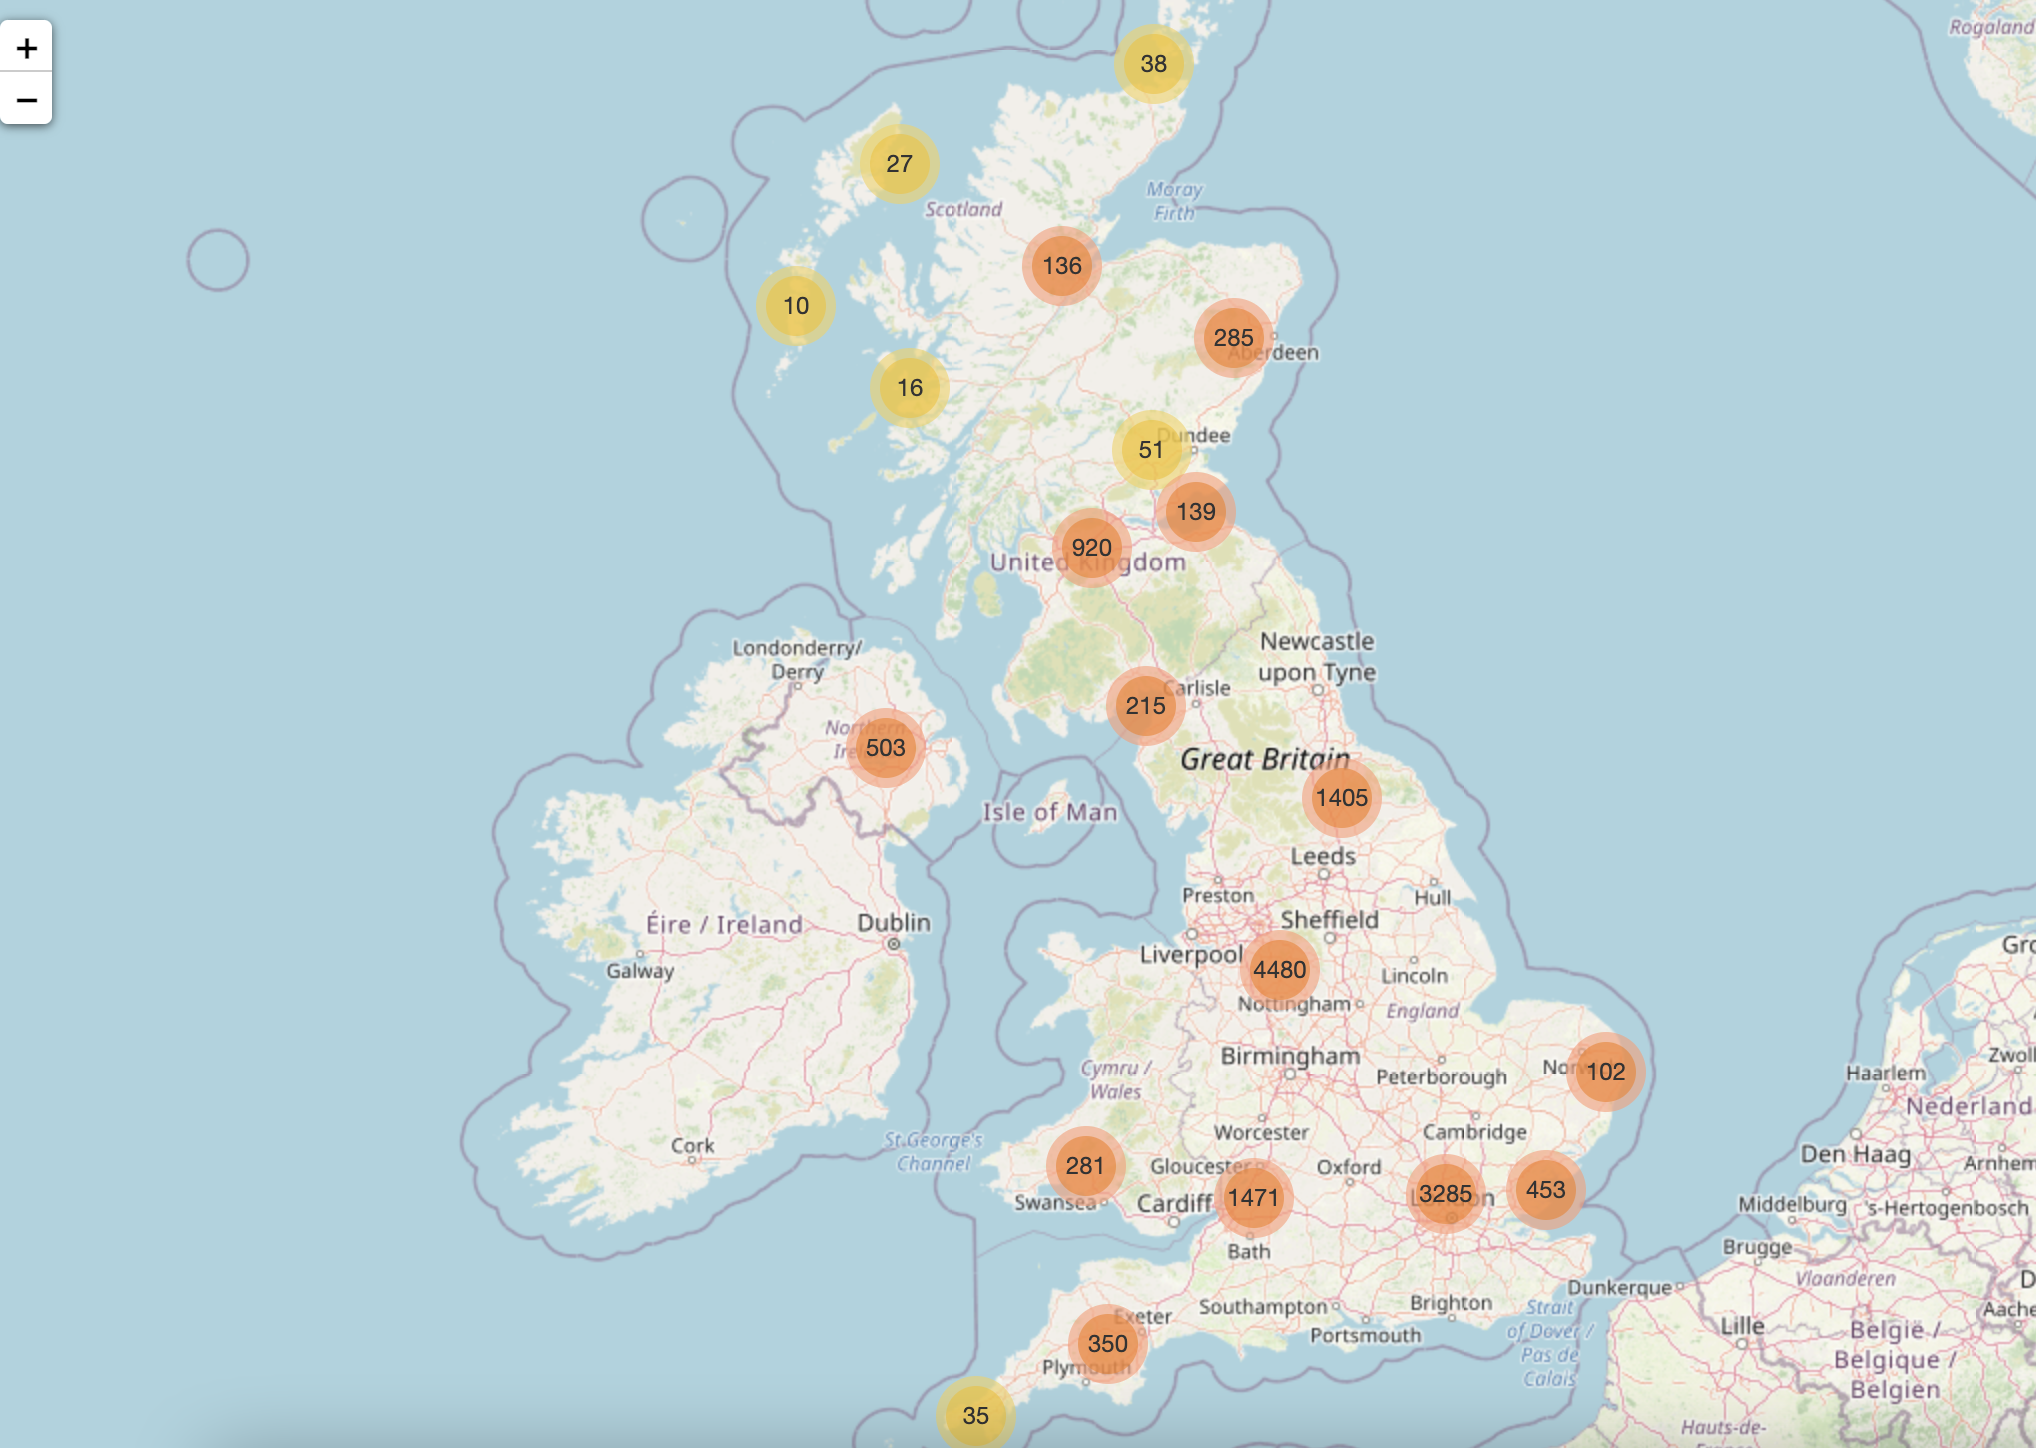 +
−
Rogaland
38
27
Moray
Firth
Scotland
136
10
285
Aberdeen
16
Dundee
51
139
920
United Kingdom
Newcastle
upon Tyne
Londonderry/
Derry
Carlisle
215
Northern
503
Great Britain
1405
Isle of Man
Leeds
Preston
Hull
Sheffield
Éire / Ireland
Dublin
Liverpool
4480
Lincoln
Galway
Nottingham
England
Birmingham
Cymru /
Wales
Peterborough
102
Haarlem
Nederland
Worcester
Cambridge
Cork
St George's
Channel
Den Haag
Arnhem
281
Gloucester
Oxford
Swansea
Cardiff
1471
3285
London
453
Middelburg
's-Hertogenbosch
Bath
Brugge
Vlaanderen
Dunkerque
Southampton
Brighton
Portsmouth
Strait
of Dover /
Pas de
Calais
Exeter
350
Plymouth
Lille
België /
Belgique /
Belgien
35
Hauts-de-